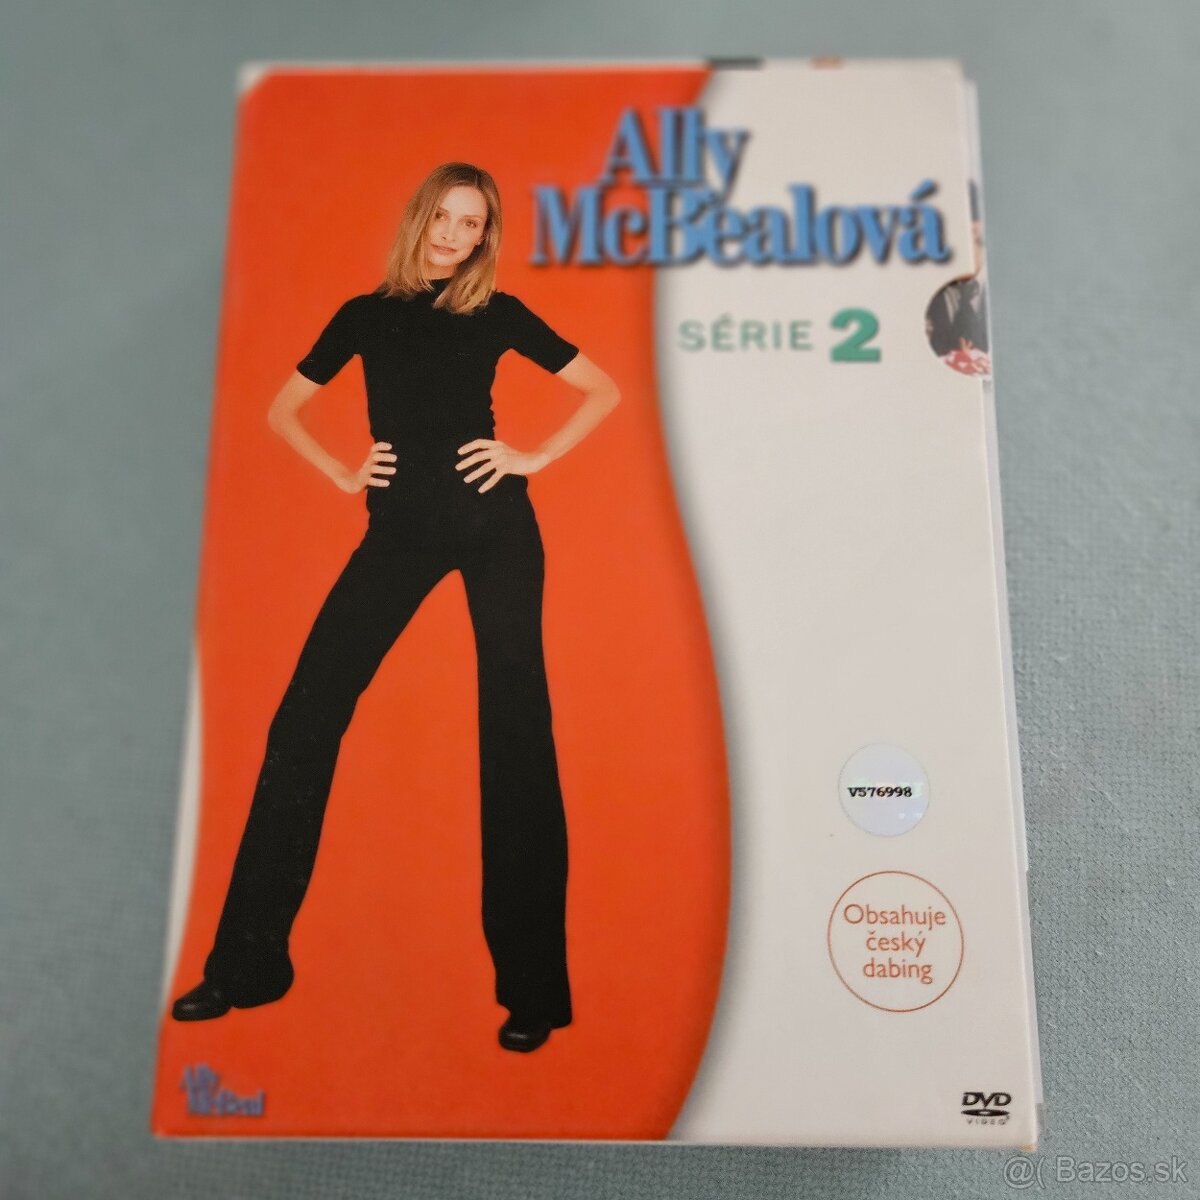 Ally
McBealová
SÉRIE 2
V576998
Obsahuje
český
dabing
Ally
McBeal
DVD
VIDEO
@( Bazos.sk